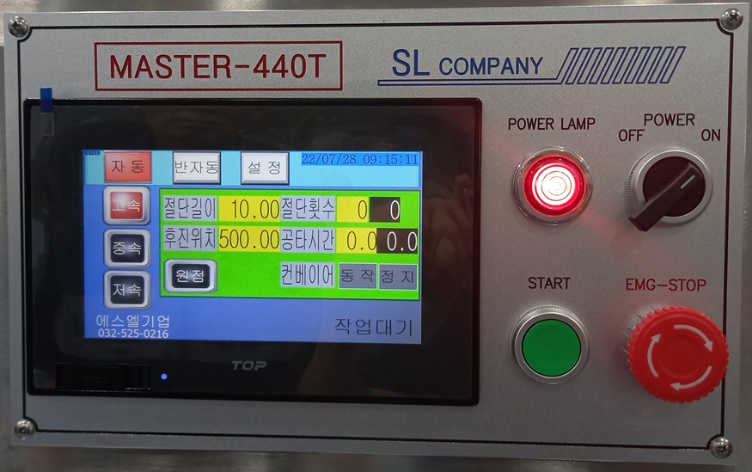 MASTER-440T
SL COMPANY
POWER LAMP
POWER
OFF
ON
자동
반자동
설정
22/07/28 09:15:11
고속
절단길이 10.00 절단횟수 0 0
중속
후진위치 500.00 공타시간 0.0 0.0
저속
원점
컨베이어 동작 정지
에스엘기업
032-525-0216
작업대기
TOP
START
EMG-STOP